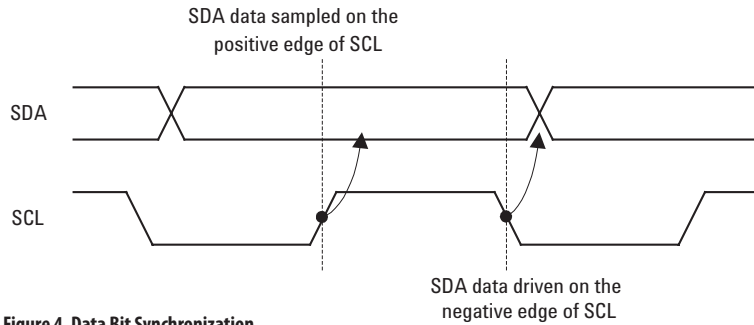 SDA data sampled on the
positive edge of SCL
SDA
SCL
SDA data driven on the
negative edge of SCL
Figure 4. Data Bit Synchronization